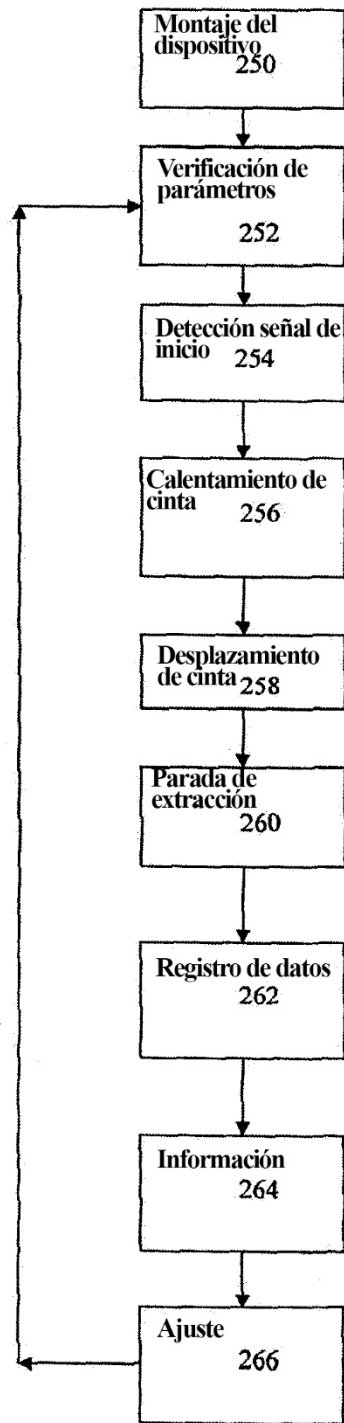 Montaje del
dispositivo
250
Verificación de
parámetros
252
Detección señal de
inicio 254
Calentamiento de
cinta 256
Desplazamiento
de cinta 258
Parada de
extracción
260
Registro de datos
262
Información
264
Ajuste
266